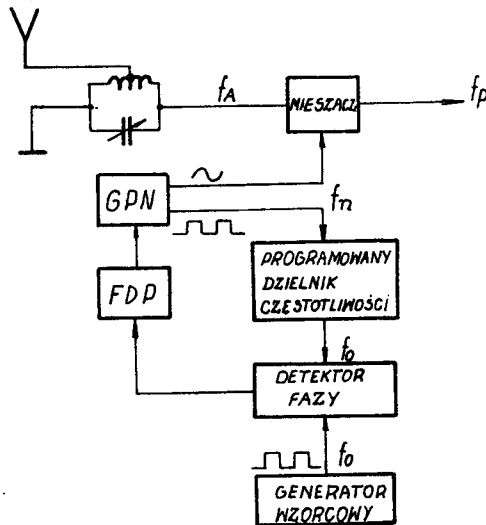 fA
MIESZACZ
fp
GPN
fn
PROGRAMOWANY
DZIELNIK
CZĘSTOTLIWOŚCI
FDP
fo
DETEKTOR
FAZY
fo
GENERATOR
WZORCOWY